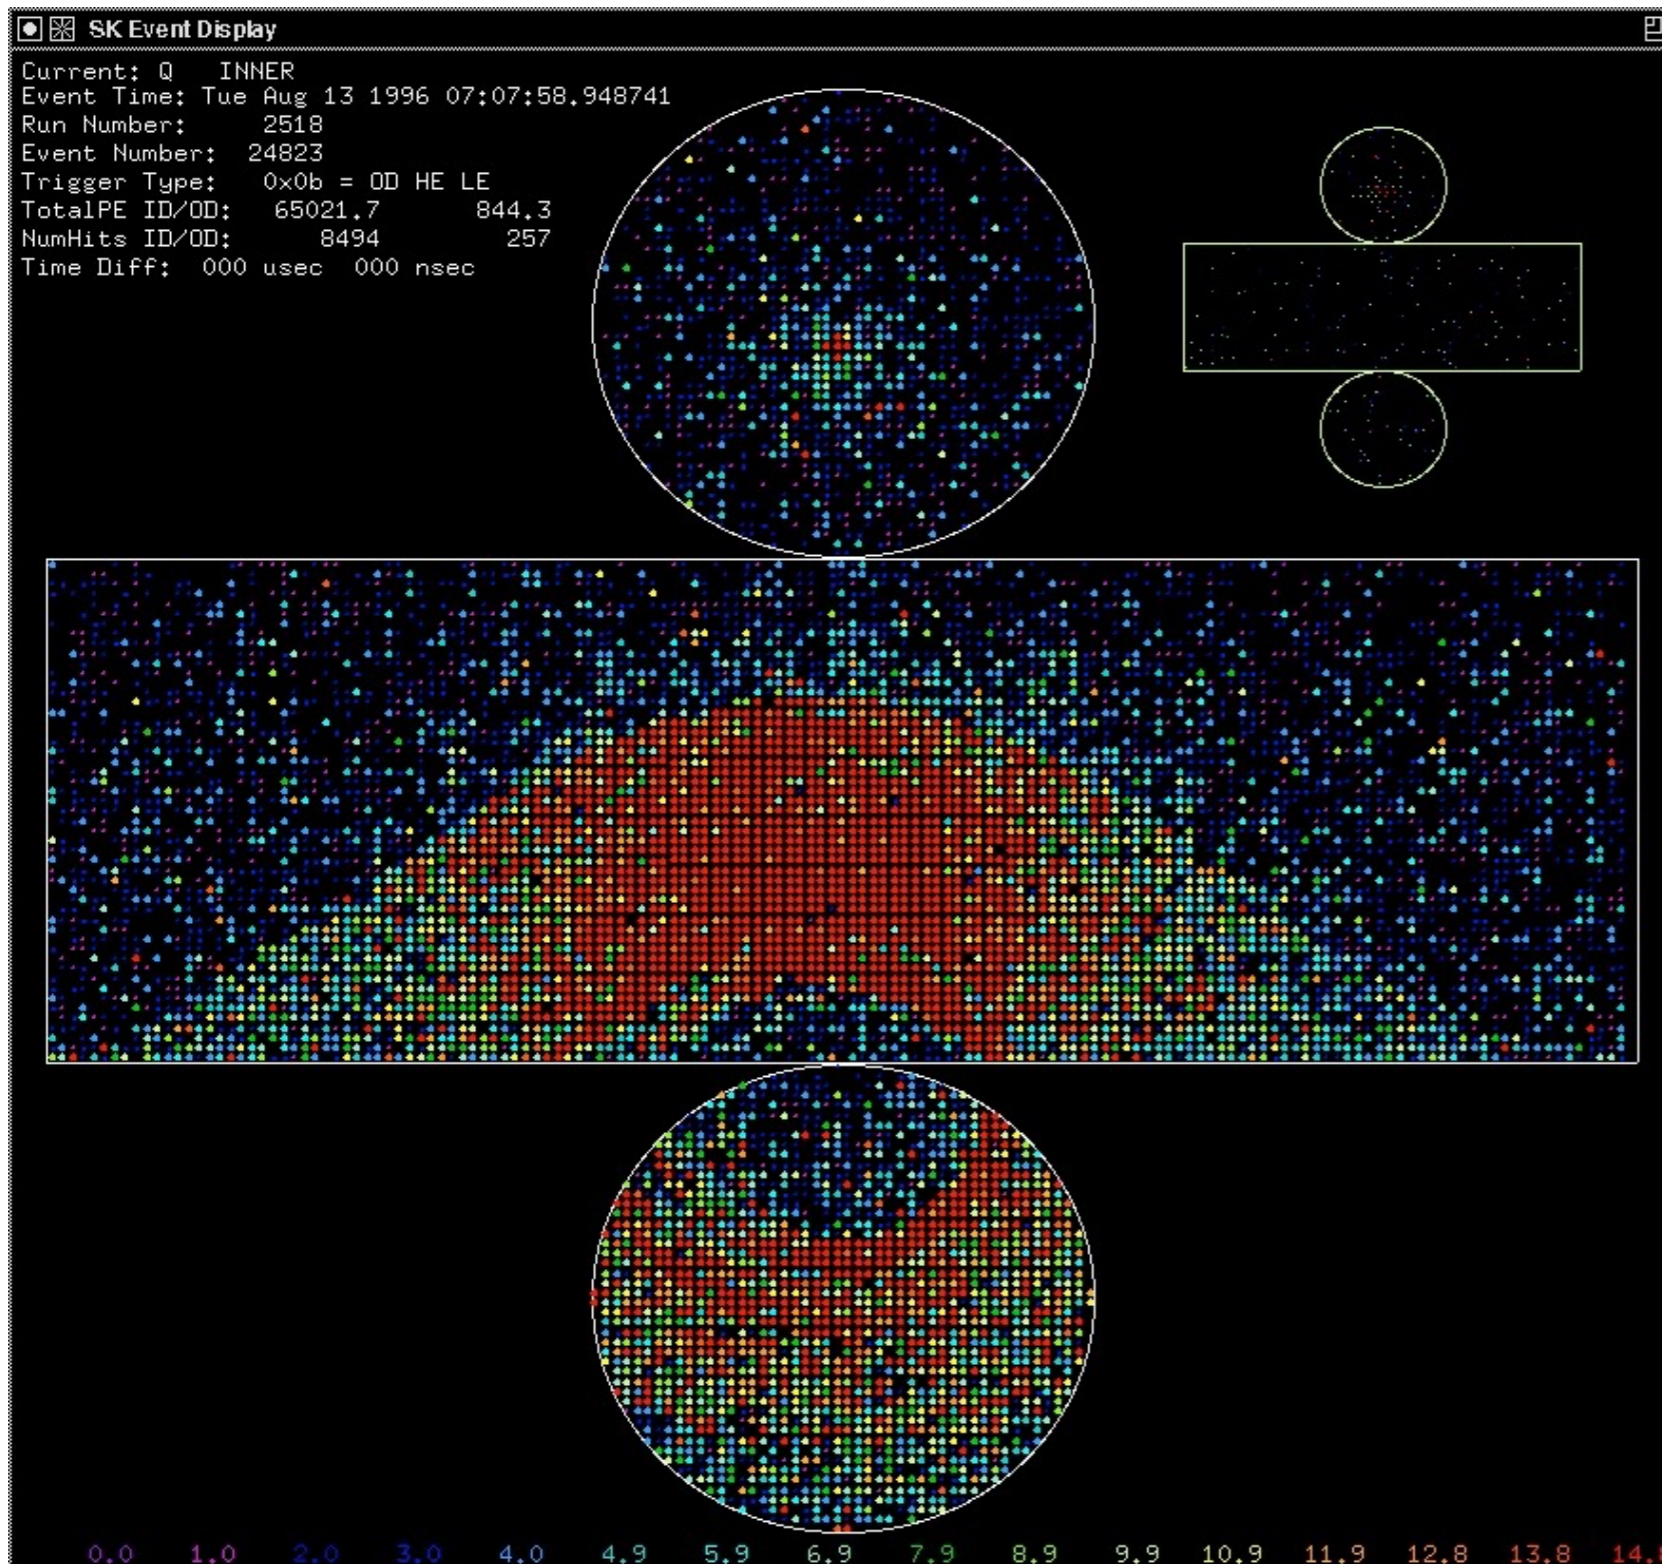 SK Event Display
Current: Q INNER
Event Time: Tue Aug 13 1996 07:07:58.948741
Run Number: 2518
Event Number: 24823
Trigger Type: 0x0b = OD HE LE
TotalPE ID/OD: 65021.7 844.3
NumHits ID/OD: 8494 257
Time Diff: 000 usec 000 nsec
0.0 1.0 2.0 3.0 4.0 4.9 5.9 6.9 7.9 8.9 9.9 10.9 11.9 12.8 13.8